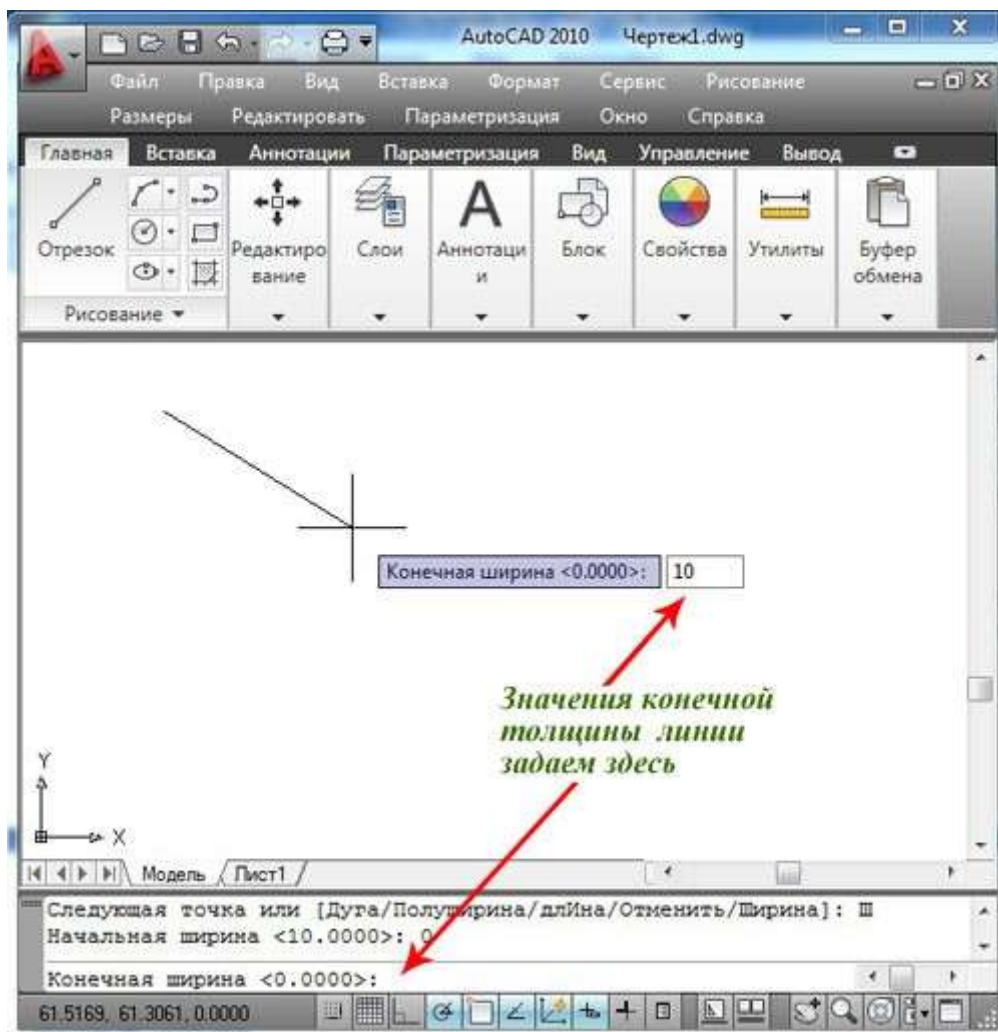 AutoCAD 2010 Чертеж1.dwg
Файл Правка Вид Вставка Формат Сервис Рисование
Размеры Редактировать Параметризация Окно Справка
Главная Вставка Аннотации Параметризация Вид Управление Вывод
Отрезок
Редактиро
вание
Слои
Аннотаци
и
Блок
Свойства
Утилиты
Буфер
обмена
Рисование
Конечная ширина <0.0000>: 10
Значения конечной
толщины линии
задаем здесь
Y
X
Модель Лист1
Следующая точка или [Дуга/Полуширина/длИна/Отменить/Ширина]: Ш
Начальная ширина <10.0000>: 0
Конечная ширина <0.0000>:
61.5169, 61.3061, 0.0000